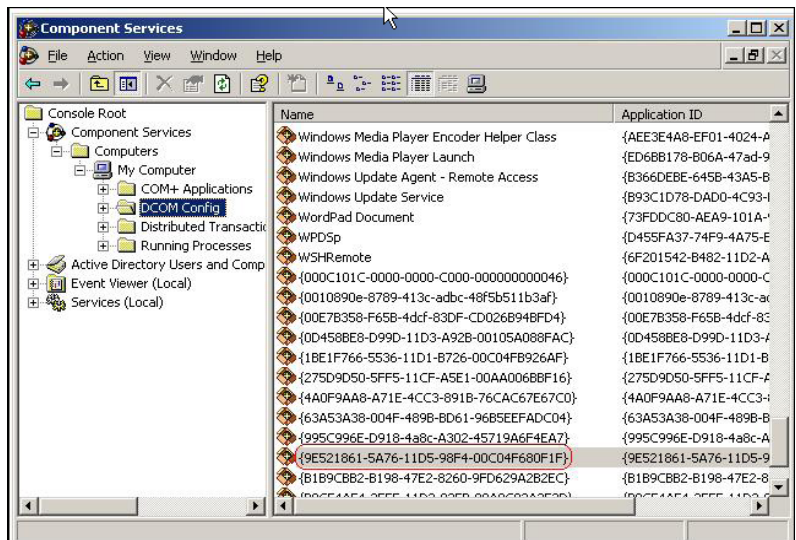 Component Services
File Action View Window Help
Console Root
Component Services
Computers
My Computer
COM+ Applications
DCOM Config
Distributed Transactio
Running Processes
Active Directory Users and Comp
Event Viewer (Local)
Services (Local)
Name Application ID
Windows Media Player Encoder Helper Class {AEE3E4A8-EF01-4024-A
Windows Media Player Launch {ED6BB178-B06A-47ad-9
Windows Update Agent - Remote Access {B366DEBE-645B-43A5-B
Windows Update Service {B93C1D78-DAD0-4C93-
WordPad Document {73FDDC80-AEA9-101A-
WPDSp {D455FA37-74F9-4A75-E
WSHRemote {6F201542-B482-11D2-A
{000C101C-0000-0000-C000-000000000046} {000C101C-0000-0000-C
{0010890e-8789-413c-adbc-48f5b511b3af} {0010890e-8789-413c-ac
{00E7B358-F65B-4dcf-83DF-CD026B94BFD4} {00E7B358-F65B-4dcf-83
{0D458BE8-D99D-11D3-A92B-00105A088FAC} {0D458BE8-D99D-11D3-A
{1BE1F766-5536-11D1-B726-00C04FB926AF} {1BE1F766-5536-11D1-B
{275D9D50-5FF5-11CF-A5E1-00AA006BBF16} {275D9D50-5FF5-11CF-A
{4A0F9AA8-A71E-4CC3-891B-76CAC67E67C0} {4A0F9AA8-A71E-4CC3-
{63A53A38-004F-489B-BD61-96B5EEFADC04} {63A53A38-004F-489B-B
{995C996E-D918-4a8c-A302-45719A6F4EA7} {995C996E-D918-4a8c-A
{9E521861-5A76-11D5-98F4-00C04F680F1F} {9E521861-5A76-11D5-9
{B1B9CBB2-B198-47E2-8260-9FD629A2B2EC} {B1B9CBB2-B198-47E2-8